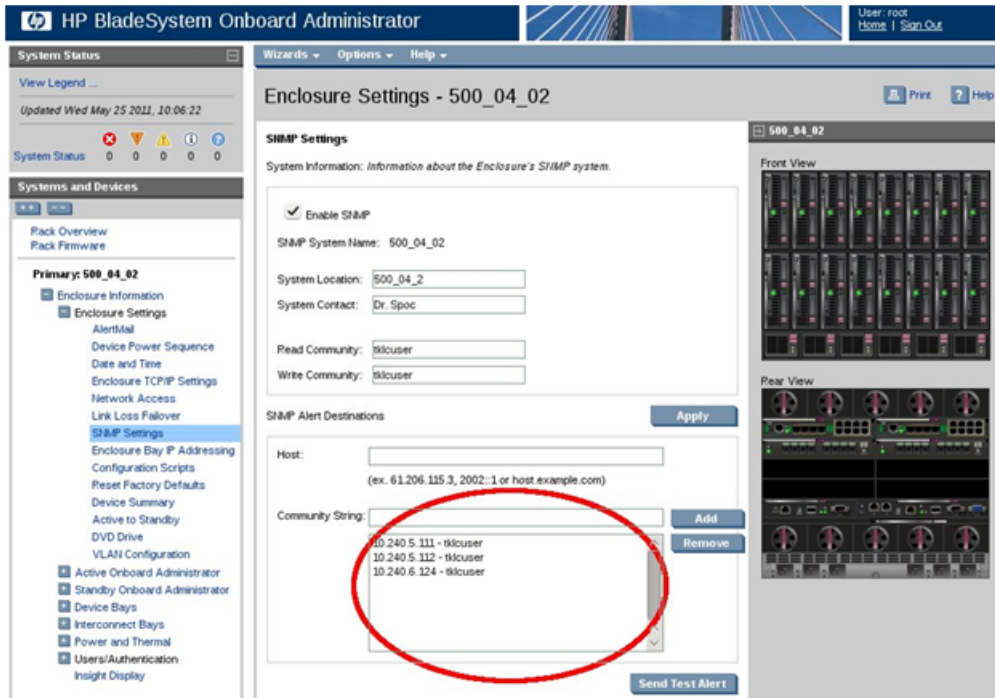 hp HP BladeSystem Onboard Administrator
User: root
Home | Sign Out
System Status
View Legend ...
Updated Wed May 25 2011, 10:06:22
System Status 0 0 0 0 0
Systems and Devices
Rack Overview
Rack Firmware
Primary: 500_04_02
Enclosure Information
Enclosure Settings
AlertMail
Device Power Sequence
Date and Time
Enclosure TCP/IP Settings
Network Access
Link Loss Failover
SNMP Settings
Enclosure Bay IP Addressing
Configuration Scripts
Reset Factory Defaults
Device Summary
Active to Standby
DVD Drive
VLAN Configuration
Active Onboard Administrator
Standby Onboard Administrator
Device Bays
Interconnect Bays
Power and Thermal
Users/Authentication
Insight Display
Wizards Options Help
Enclosure Settings - 500_04_02
Print Help
SNMP Settings
System Information: Information about the Enclosure's SNMP system.
Enable SNMP
SNMP System Name: 500_04_02
System Location: 500_04_2
System Contact: Dr. Spoc
Read Community: tklcuser
Write Community: tklcuser
SNMP Alert Destinations Apply
Host:
(ex. 61.206.115.3, 2002::1 or host.example.com)
Community String: Add
Remove
10.240.5.111 - tklcuser
10.240.5.112 - tklcuser
10.240.6.124 - tklcuser
Send Test Alert
500_04_02
Front View
Rear View